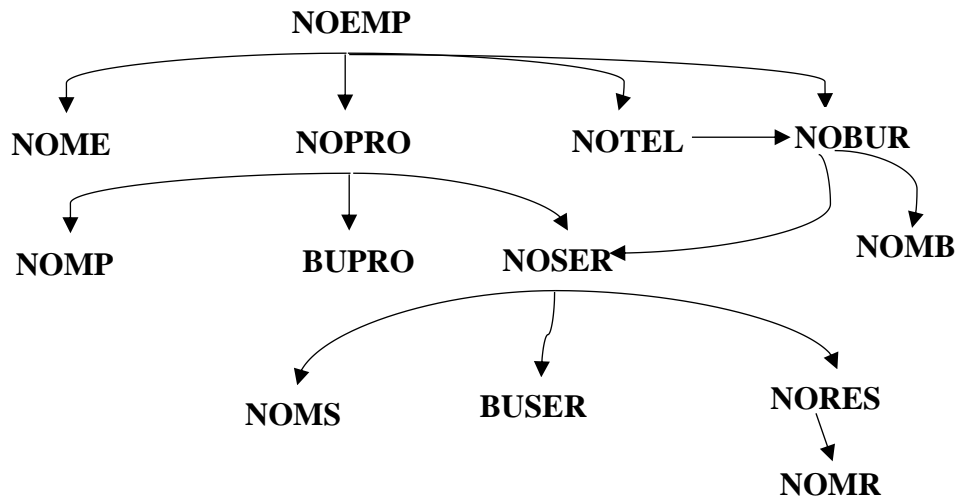 NOEMP
NOME NOPRO NOTEL NOBUR
NOMP BUPRO NOSER NOMB
NOMS BUSER NORES
NOMR